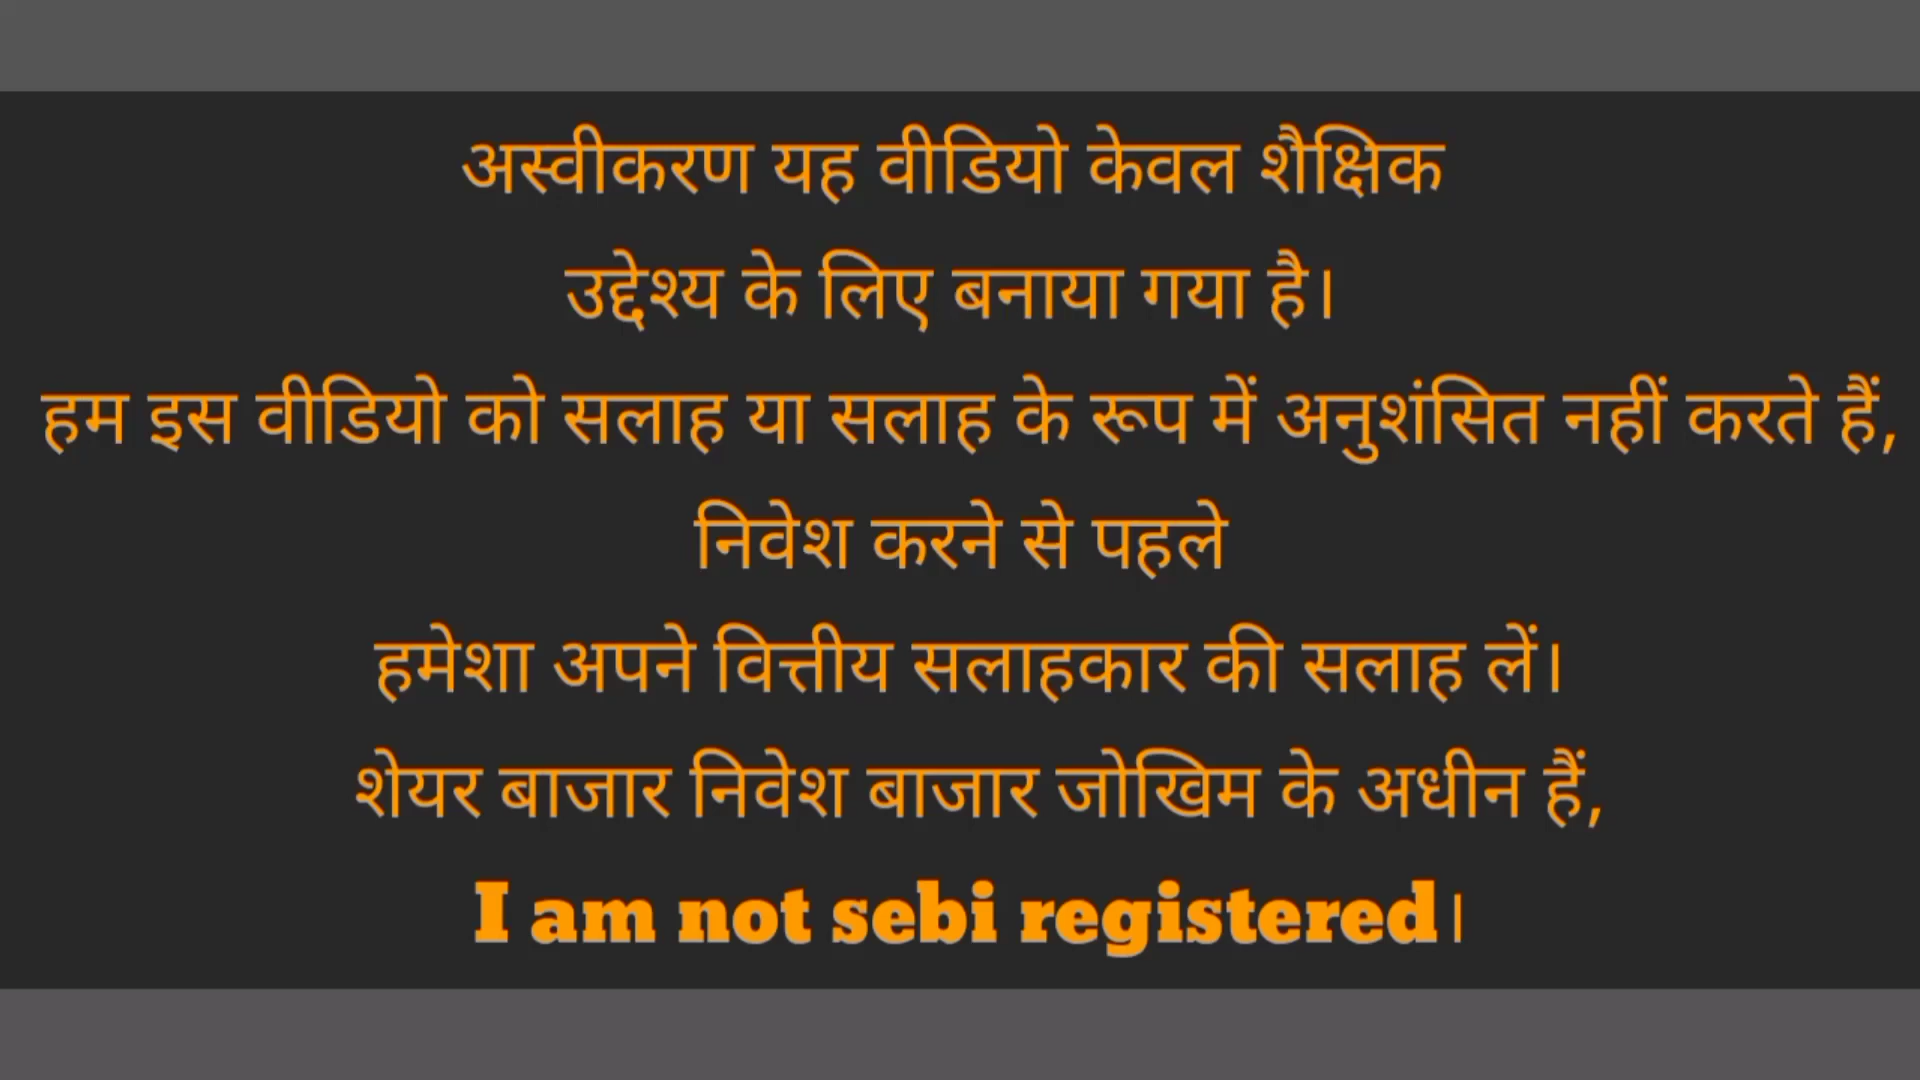 अस्वीकरण यह वीडियो केवल शैक्षिक
उद्देश्य के लिए बनाया गया है।
हम इस वीडियो को सलाह या सलाह के रूप में अनुशंसित नहीं करते हैं,
निवेश करने से पहले
हमेशा अपने वित्तीय सलाहकार की सलाह लें।
शेयर बाजार निवेश बाजार जोखिम के अधीन हैं,
I am not sebi registered।